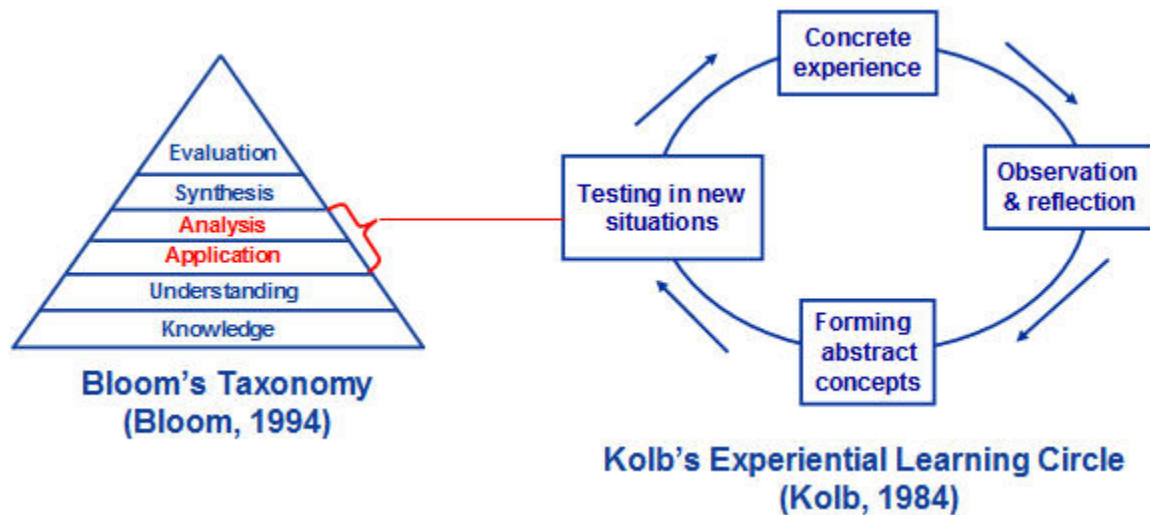 Evaluation
Synthesis
Analysis
Application
Understanding
Knowledge
Bloom's Taxonomy
(Bloom, 1994)
Concrete
experience
Observation
& reflection
Testing in new
situations
Forming
abstract
concepts
Kolb's Experiential Learning Circle
(Kolb, 1984)